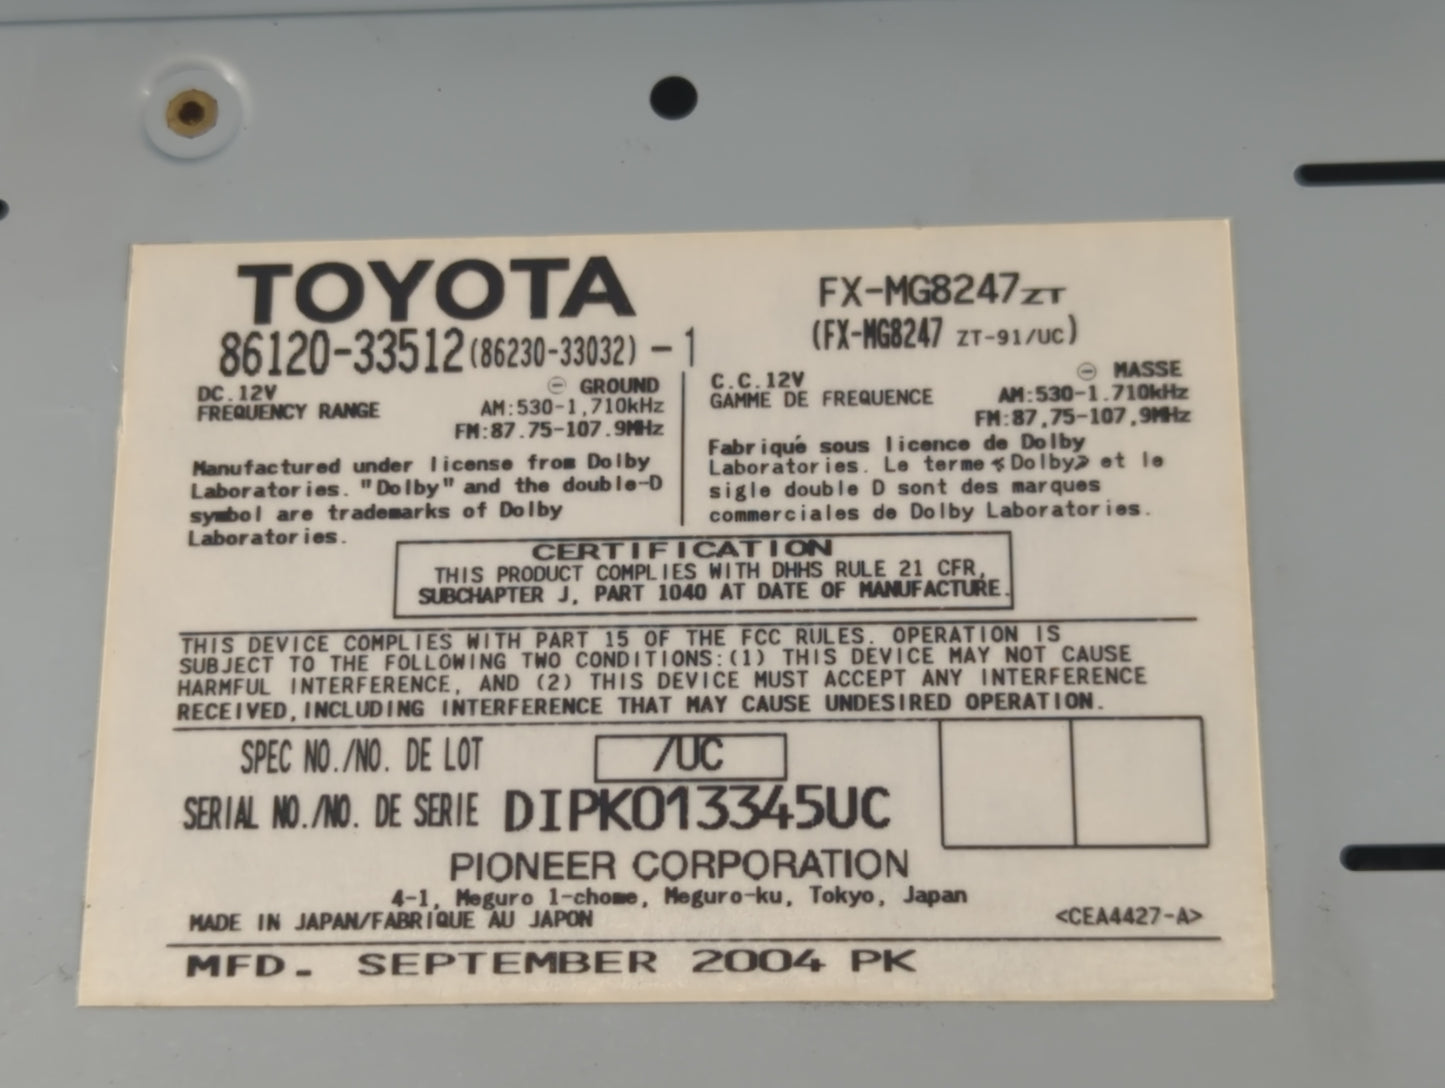 TOYOTA
86120-33512(86230-33032)-1
FX-MG8247ZT
(FX-MG8247 ZT-91/UC)
DC.12V ⊖ GROUND
FREQUENCY RANGE AM:530-1,710kHz
FM:87.75-107.9MHz
Manufactured under license from Dolby
Laboratories. "Dolby" and the double-D
symbol are trademarks of Dolby
Laboratories.
C.C.12V ⊖ MASSE
GAMME DE FREQUENCE AM:530-1.710kHz
FM:87,75-107,9MHz
Fabriqué sous licence de Dolby
Laboratories. Le terme «Dolby» et le
sigle double D sont des marques
commerciales de Dolby Laboratories.
CERTIFICATION
THIS PRODUCT COMPLIES WITH DHHS RULE 21 CFR,
SUBCHAPTER J, PART 1040 AT DATE OF MANUFACTURE.
THIS DEVICE COMPLIES WITH PART 15 OF THE FCC RULES. OPERATION IS
SUBJECT TO THE FOLLOWING TWO CONDITIONS:(1) THIS DEVICE MAY NOT CAUSE
HARMFUL INTERFERENCE, AND (2) THIS DEVICE MUST ACCEPT ANY INTERFERENCE
RECEIVED,INCLUDING INTERFERENCE THAT MAY CAUSE UNDESIRED OPERATION.
SPEC NO./NO. DE LOT /UC
SERIAL NO./NO. DE SERIE DIPK013345UC
PIONEER CORPORATION
4-1, Meguro 1-chome, Meguro-ku, Tokyo, Japan
MADE IN JAPAN/FABRIQUE AU JAPON <CEA4427-A>
MFD. SEPTEMBER 2004 PK